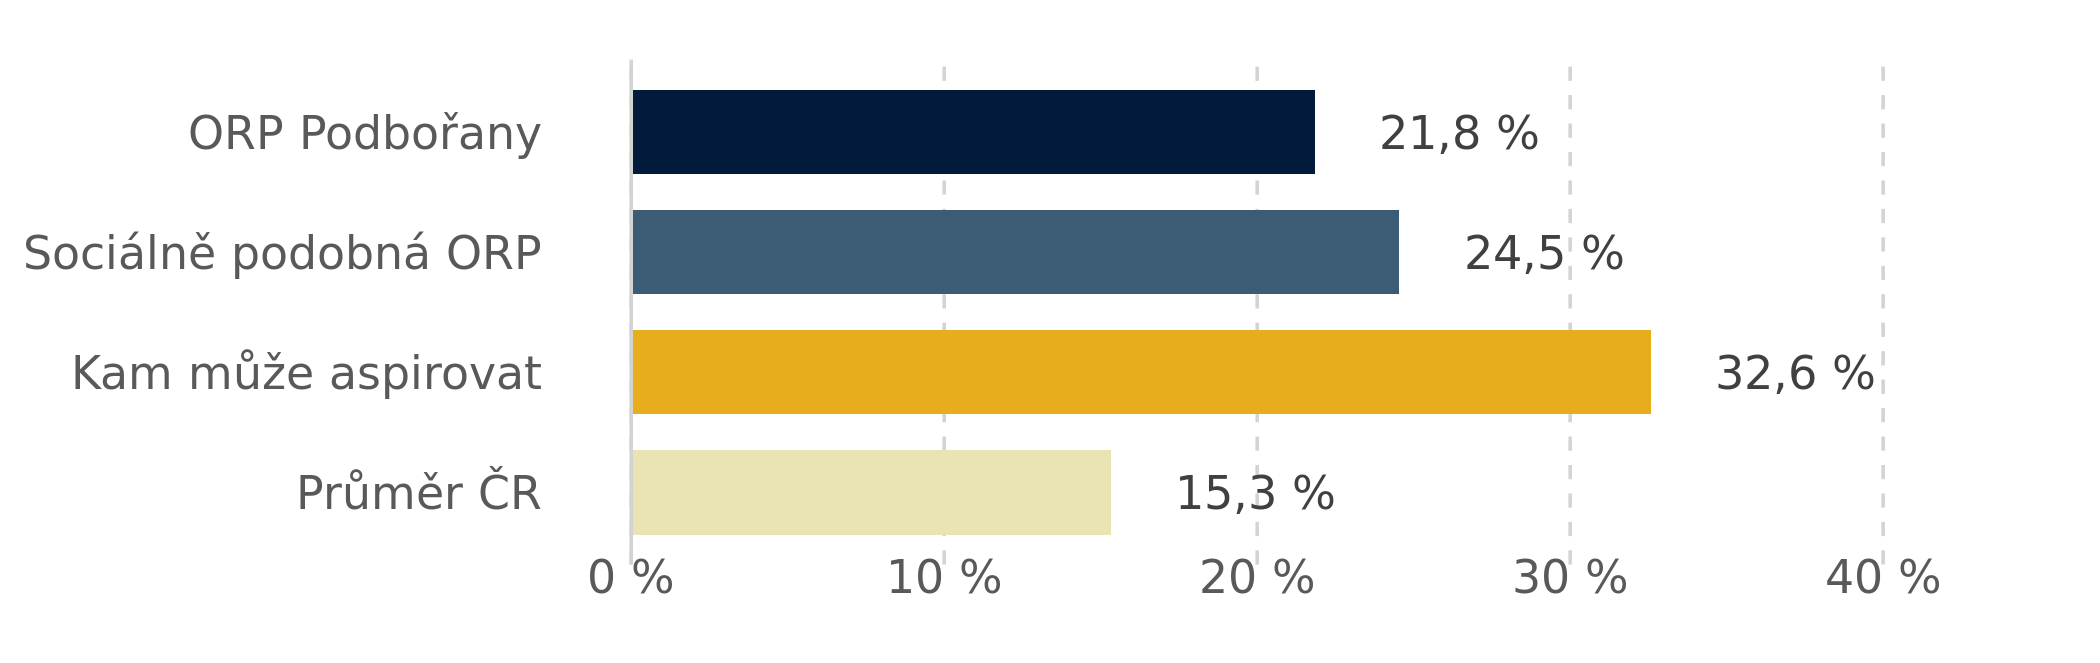 ORP Podbořany
21,8 %
Sociálně podobná ORP
24,5 %
Kam může aspirovat
32,6 %
Průměr ČR
15,3 %
0 %
10 %
20 %
30 %
40 %